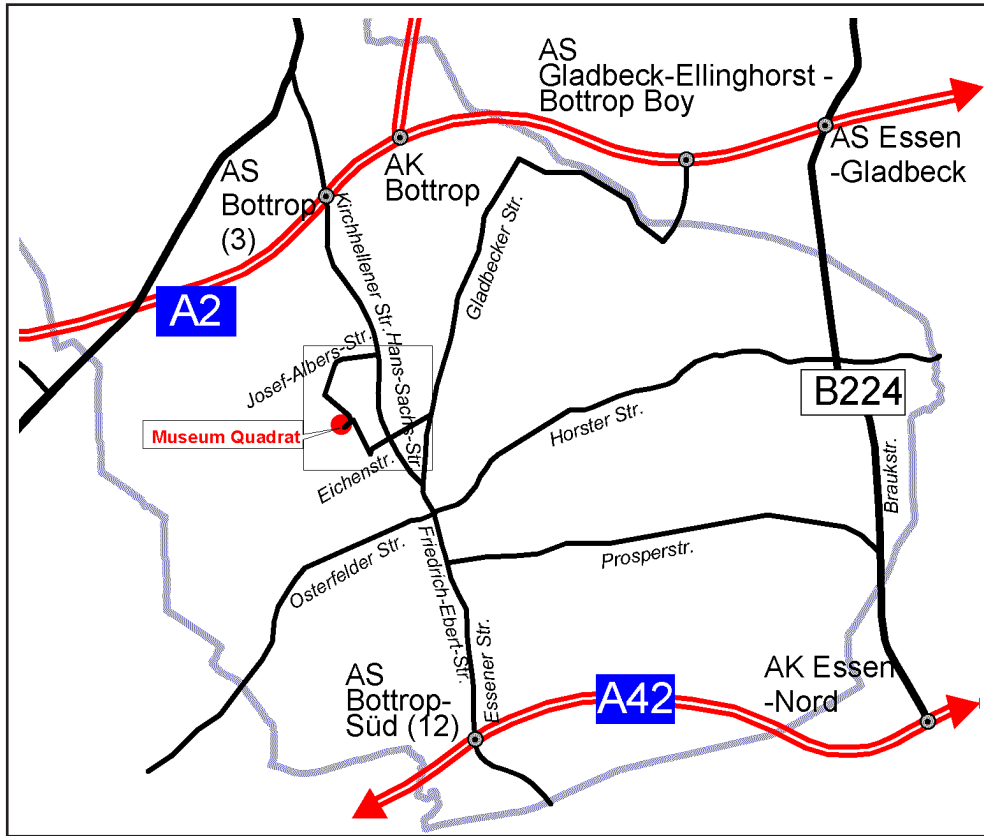 AS
Gladbeck-Ellinghorst -
Bottrop Boy
AS Essen
-Gladbeck
AK
Bottrop
AS
Bottrop
(3)
A2
Kirchhellener Str.
Hans-Sachs-Str.
Gladbecker Str.
Josef-Albers-Str.
Museum Quadrat
Eichenstr.
Horster Str.
B224
Braukstr.
Osterfelder Str.
Friedrich-Ebert-Str.
Prosperstr.
Essener Str.
AS
Bottrop-
Süd (12)
A42
AK Essen
-Nord